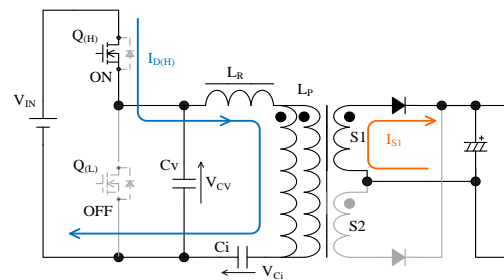 Q(H)
ID(H)
ON
LR
LP
VIN
S1
IS1
+
Q(L)
Cv
VCV
OFF
S2
Ci
VCi